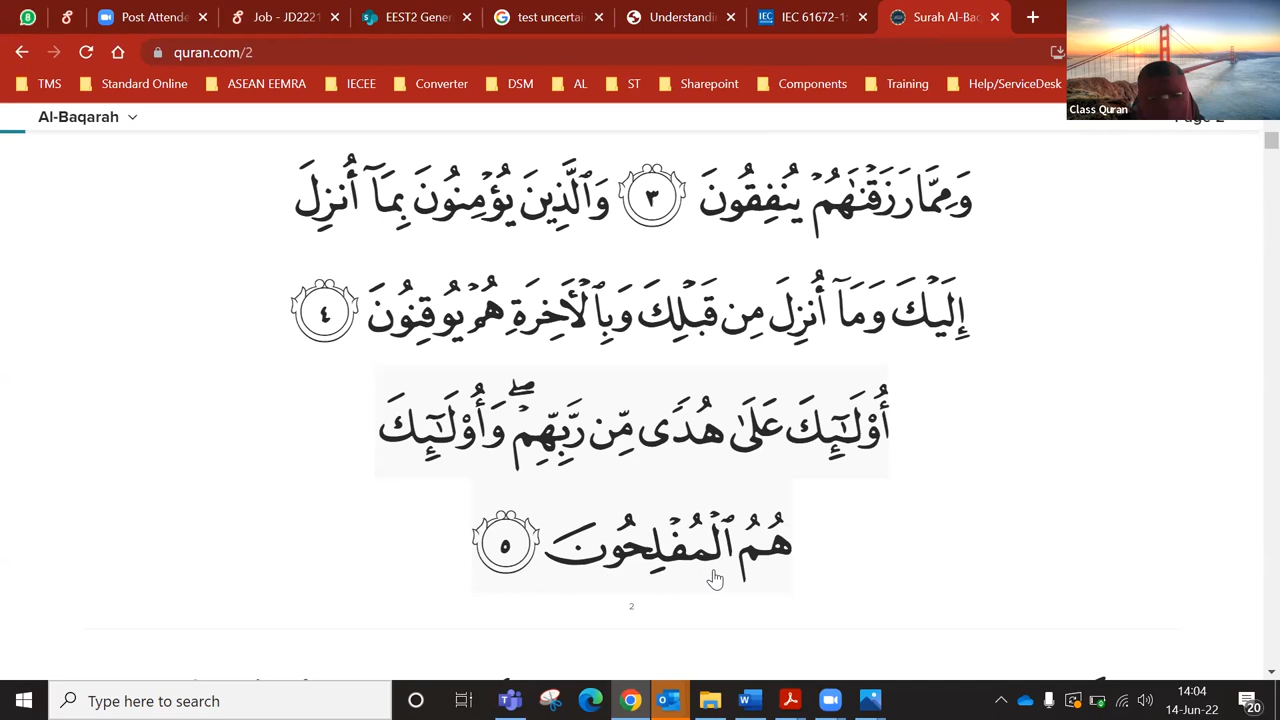 Post Attende
Job - JD2221
EEST2 Gener
test uncertai
Understandi
IEC 61672-1:
Surah Al-Baq
quran.com/2
TMS
Standard Online
ASEAN EEMRA
IECEE
Converter
DSM
AL
ST
Sharepoint
Components
Training
Help/ServiceDesk
Class Quran
Al-Baqarah
وَمِمَّا رَزَقْنَٰهُمْ يُنفِقُونَ ٣ وَٱلَّذِينَ يُؤْمِنُونَ بِمَآ أُنزِلَ
إِلَيْكَ وَمَآ أُنزِلَ مِن قَبْلِكَ وَبِٱلْـَٔاخِرَةِ هُمْ يُوقِنُونَ ٤
أُو۟لَـٰٓئِكَ عَلَىٰ هُدًى مِّن رَّبِّهِمْ ۖ وَأُو۟لَـٰٓئِكَ
هُمُ ٱلْمُفْلِحُونَ ٥
2
Type here to search
14:04
14-Jun-22
20